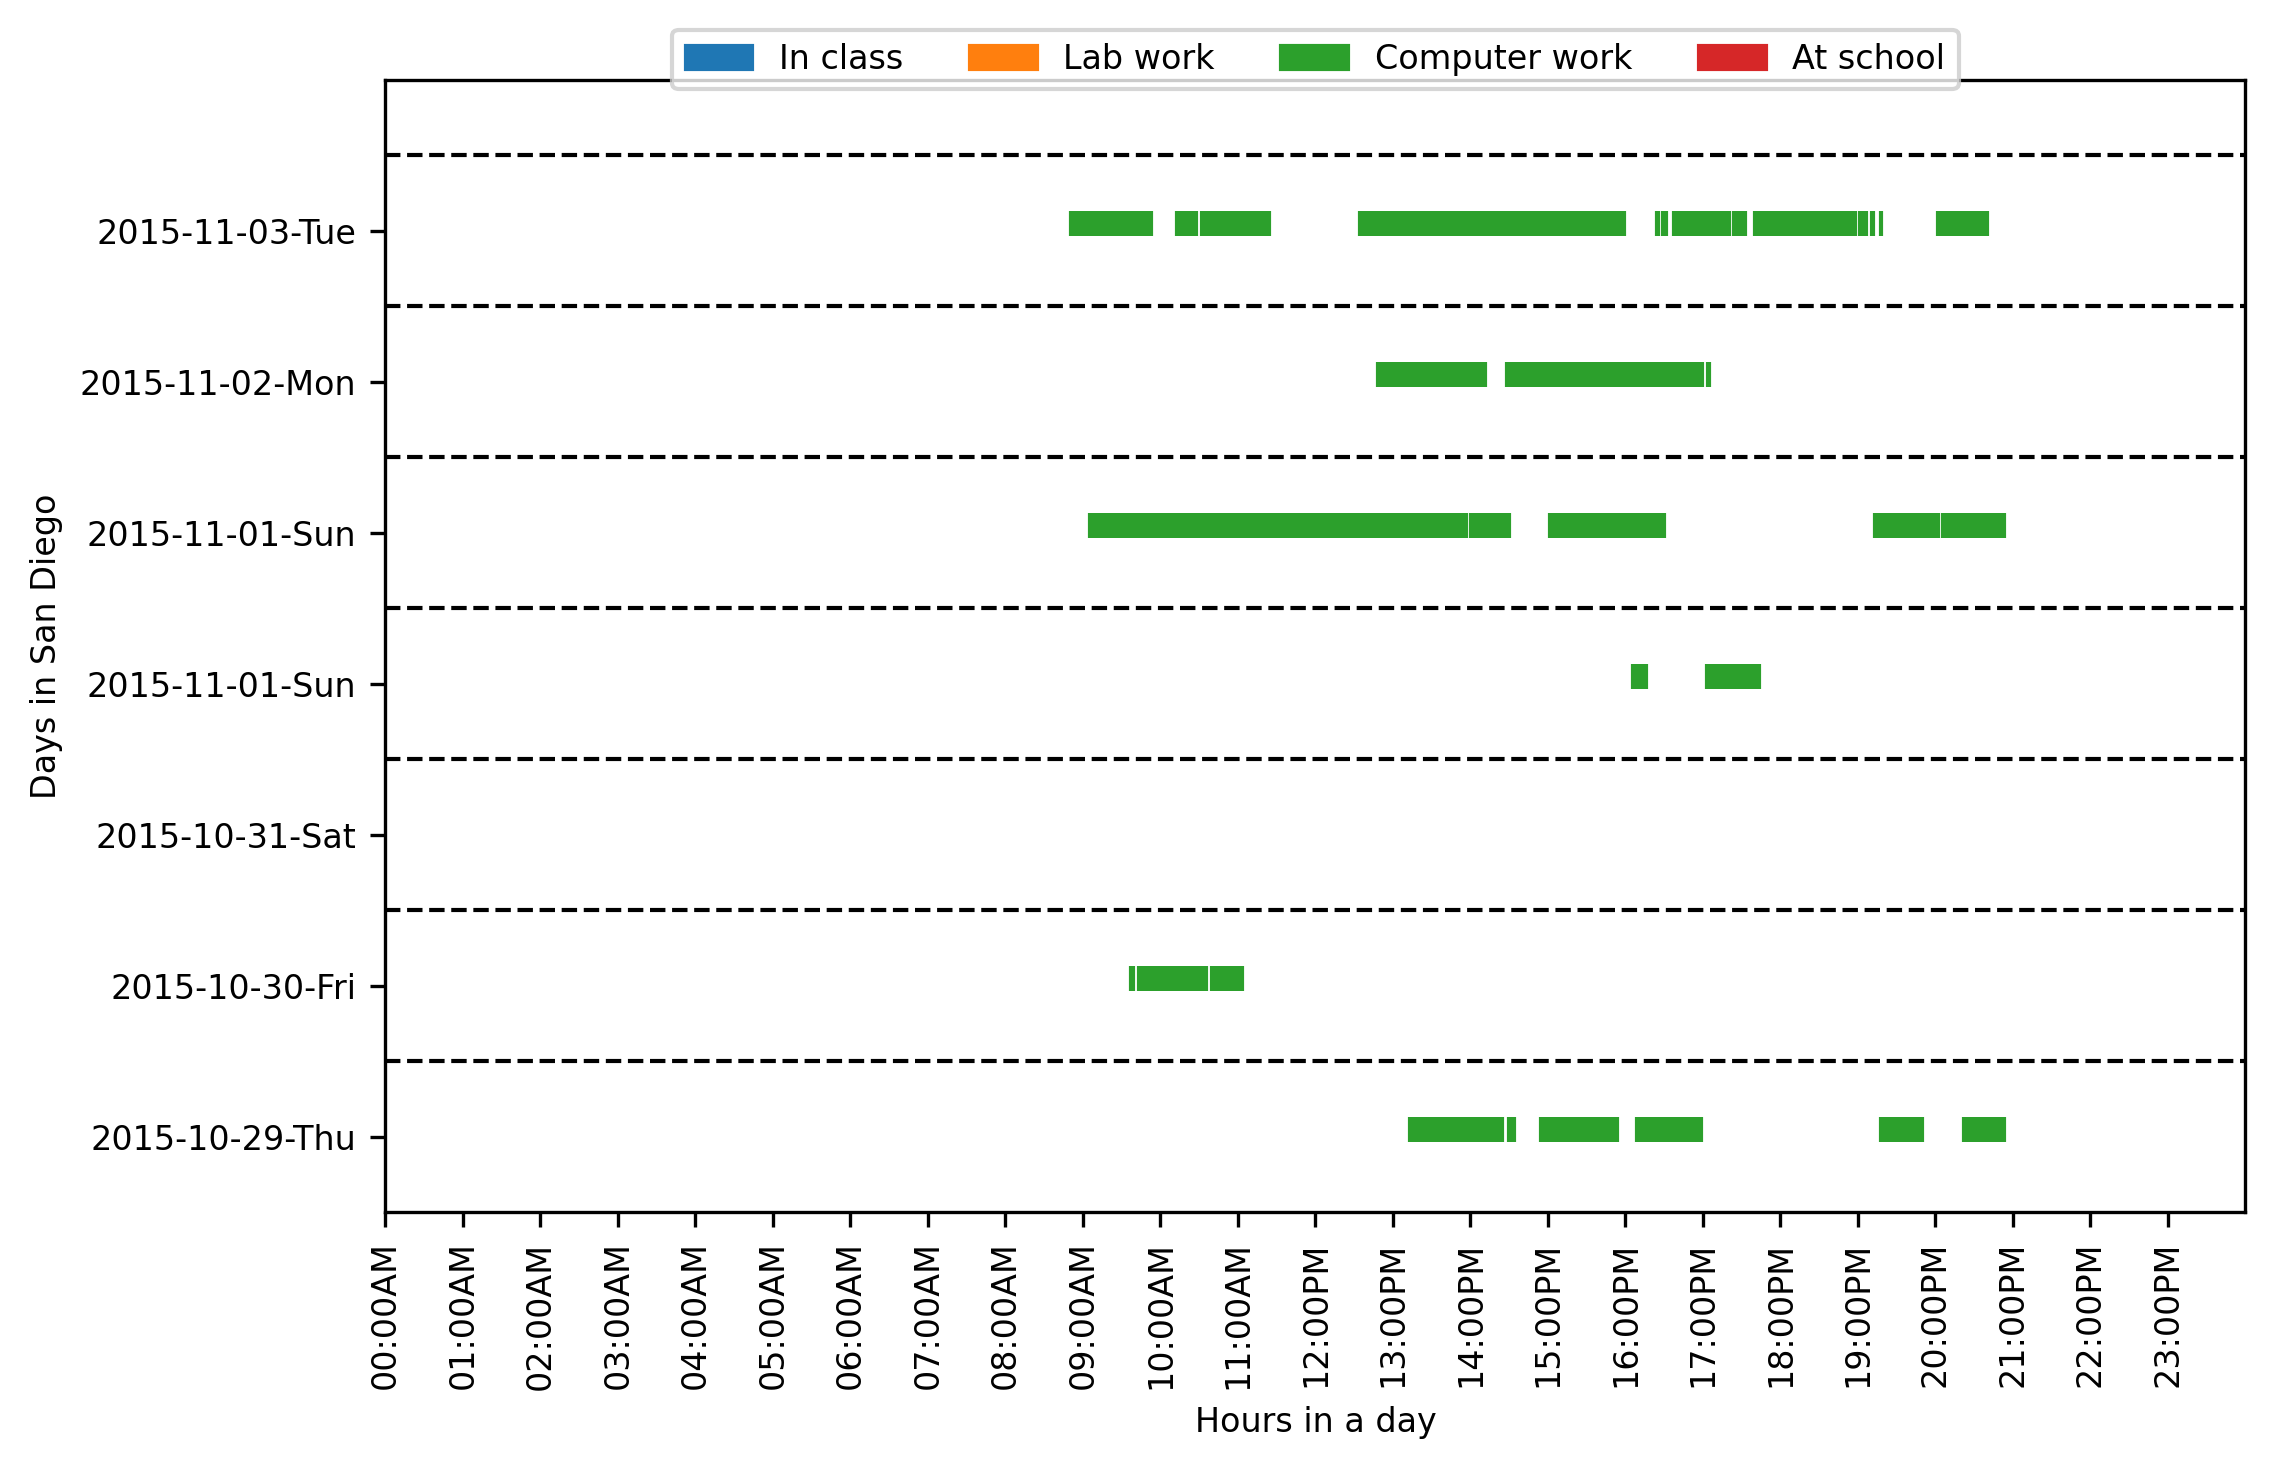 In class Lab work Computer work At school
2015-11-03-Tue
2015-11-02-Mon
2015-11-01-Sun
2015-11-01-Sun
2015-10-31-Sat
2015-10-30-Fri
2015-10-29-Thu
Days in San Diego
00:00AM
01:00AM
02:00AM
03:00AM
04:00AM
05:00AM
06:00AM
07:00AM
08:00AM
09:00AM
10:00AM
11:00AM
12:00PM
13:00PM
14:00PM
15:00PM
16:00PM
17:00PM
18:00PM
19:00PM
20:00PM
21:00PM
22:00PM
23:00PM
Hours in a day